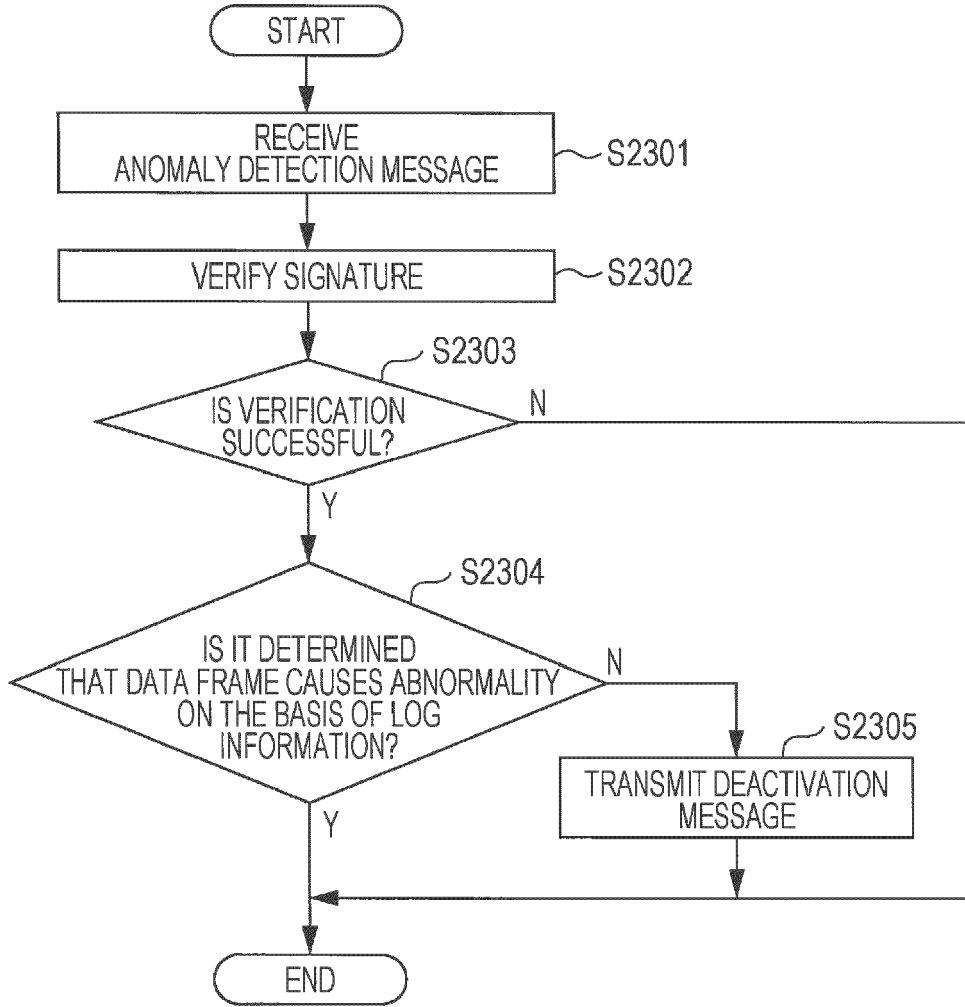 START
RECEIVE
ANOMALY DETECTION MESSAGE
S2301
VERIFY SIGNATURE
S2302
S2303
IS VERIFICATION
SUCCESSFUL?
N
Y
S2304
IS IT DETERMINED
THAT DATA FRAME CAUSES ABNORMALITY
ON THE BASIS OF LOG
INFORMATION?
N
S2305
TRANSMIT DEACTIVATION
MESSAGE
Y
END